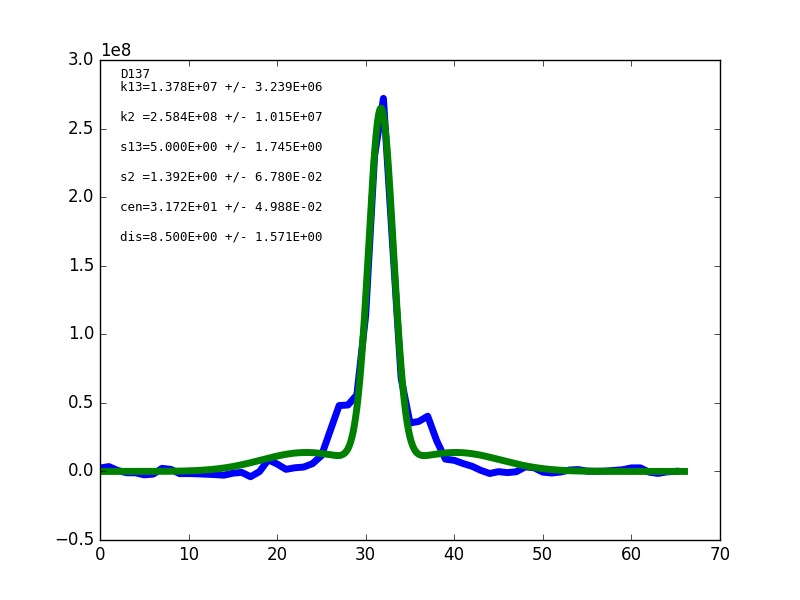 1e8
3.0
D137
k13=1.378E+07 +/- 3.239E+06
2.5
k2 =2.584E+08 +/- 1.015E+07
s13=5.000E+00 +/- 1.745E+00
2.0
s2 =1.392E+00 +/- 6.780E-02
cen=3.172E+01 +/- 4.988E-02
dis=8.500E+00 +/- 1.571E+00
1.5
1.0
0.5
0.0
−0.5
0 10 20 30 40 50 60 70